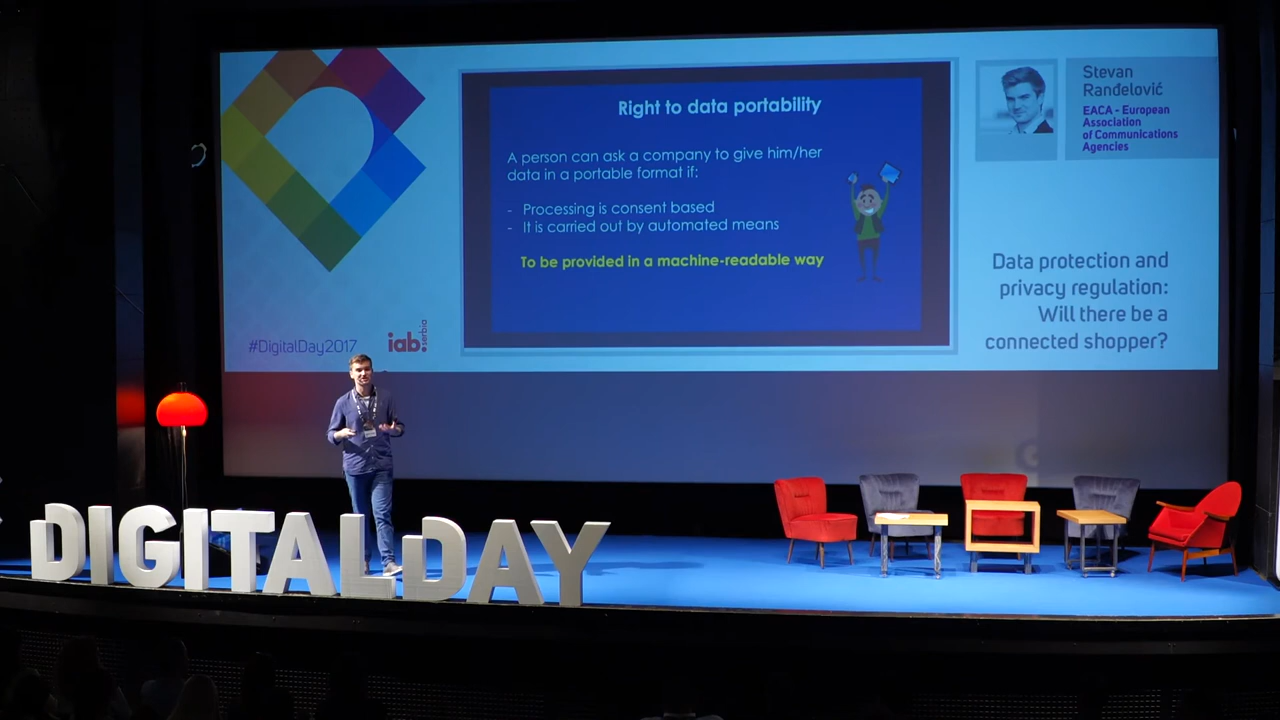 Right to data portability
A person can ask a company to give him/her
data in a portable format if:
- Processing is consent based
- It is carried out by automated means
To be provided in a machine-readable way
Stevan
Ranđelović
EACA - European
Association
of Communications
Agencies
Data protection and
privacy regulation:
Will there be a
connected shopper?
#DigitalDay2017
iab.
serbia
DIGITALDAY